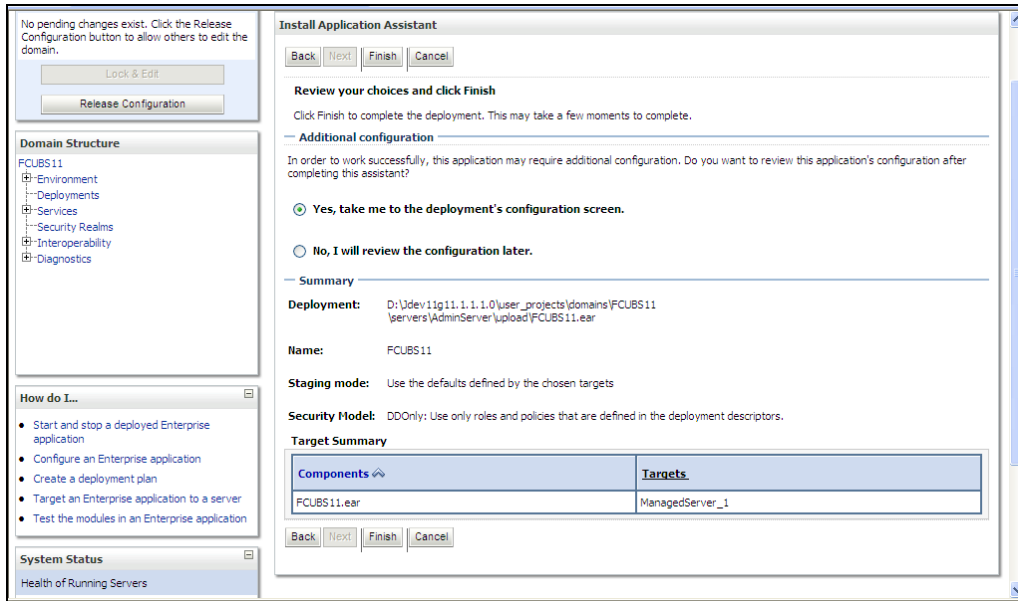 No pending changes exist. Click the Release
Configuration button to allow others to edit the
domain.
Lock & Edit
Release Configuration
Domain Structure
FCUBS11
Environment
Deployments
Services
Security Realms
Interoperability
Diagnostics
How do I...
Start and stop a deployed Enterprise
application
Configure an Enterprise application
Create a deployment plan
Target an Enterprise application to a server
Test the modules in an Enterprise application
System Status
Health of Running Servers
Install Application Assistant
Back Next Finish Cancel
Review your choices and click Finish
Click Finish to complete the deployment. This may take a few moments to complete.
Additional configuration
In order to work successfully, this application may require additional configuration. Do you want to review this application's configuration after
completing this assistant?
Yes, take me to the deployment's configuration screen.
No, I will review the configuration later.
Summary
Deployment: D:\Jdev11g11.1.1.1.0\user_projects\domains\FCUBS11
\servers\AdminServer\upload\FCUBS11.ear
Name: FCUBS11
Staging mode: Use the defaults defined by the chosen targets
Security Model: DDOnly: Use only roles and policies that are defined in the deployment descriptors.
Target Summary
Components Targets
FCUBS11.ear ManagedServer_1
Back Next Finish Cancel